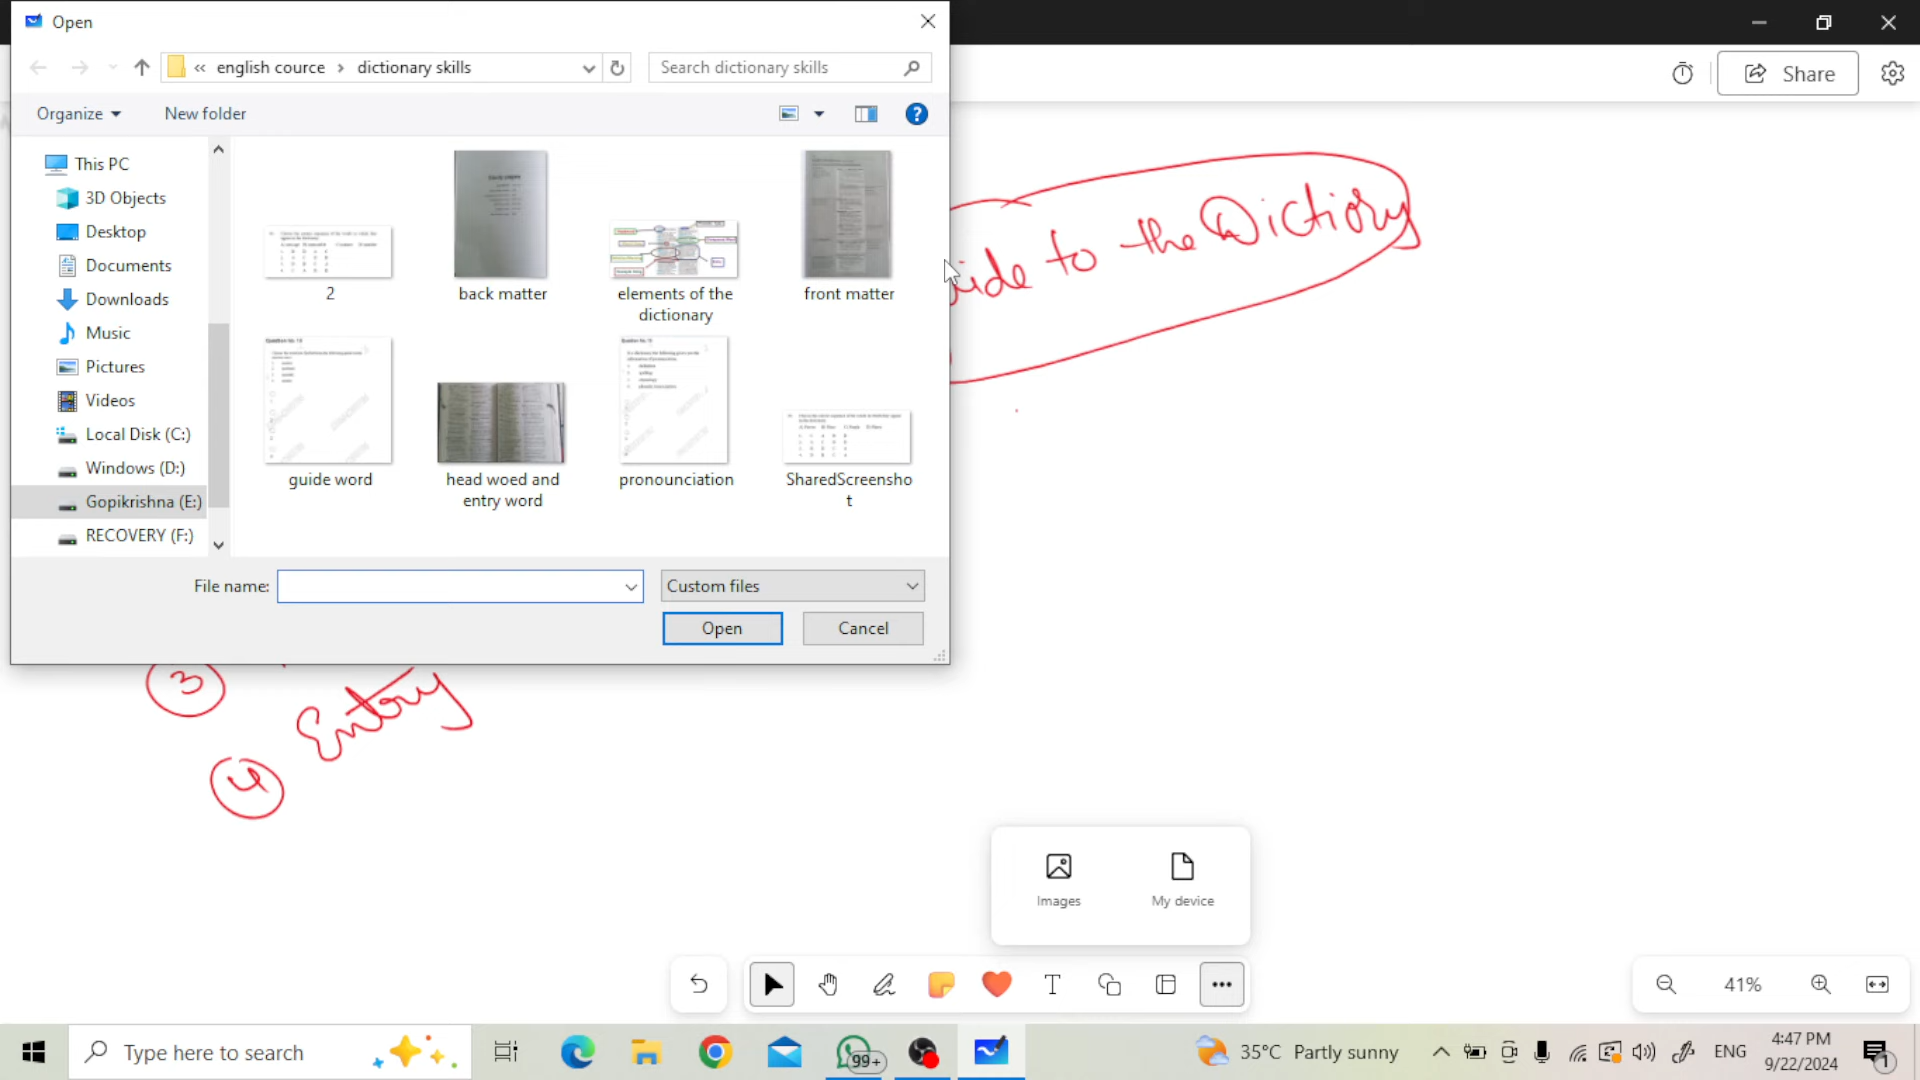 Open
« english cource › dictionary skills
Search dictionary skills
Share
Organize
New folder
This PC
3D Objects
Desktop
Documents
Downloads
Music
Pictures
Videos
Local Disk (C:)
Windows (D:)
Gopikrishna (E:)
RECOVERY (F:)
2
back matter
elements of the
dictionary
front matter
guide word
head woed and
entry word
pronounciation
SharedScreensho
t
File name:
Custom files
Open
Cancel
uide to the Dictiory
3
4 Entry
Images
My device
41%
Type here to search
99+
35°C Partly sunny
ENG
4:47 PM
9/22/2024
1